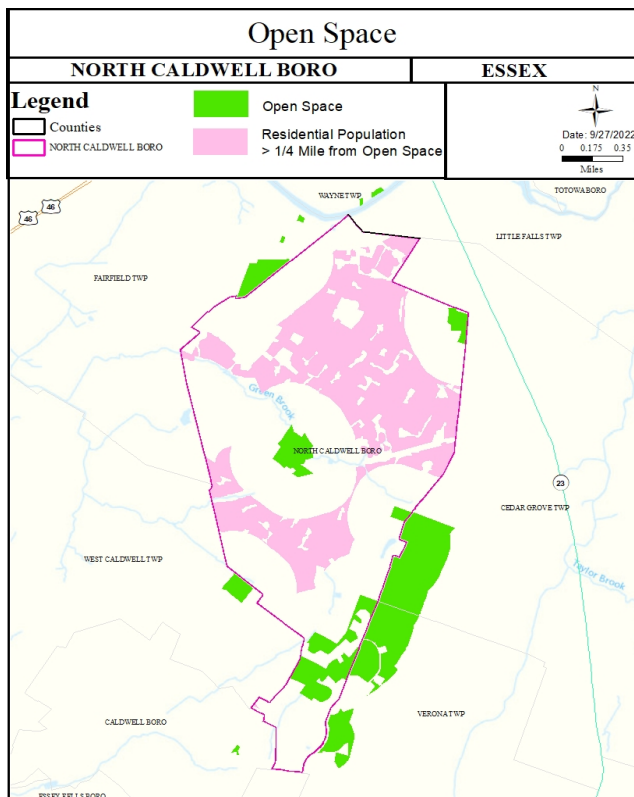 Open Space
NORTH CALDWELL BORO
ESSEX
Legend
Counties
NORTH CALDWELL BORO
Open Space
Residential Population
> 1/4 Mile from Open Space
N
Date: 9/27/2022
0 0.175 0.35
Miles
WAYNE TWP
TOTOWA BORO
46
46
LITTLE FALLS TWP
FAIRFIELD TWP
Green Brook
NORTH CALDWELL BORO
23
CEDAR GROVE TWP
WEST CALDWELL TWP
Taylor Brook
CALDWELL BORO
VERONA TWP
ESSEX FELLS BORO